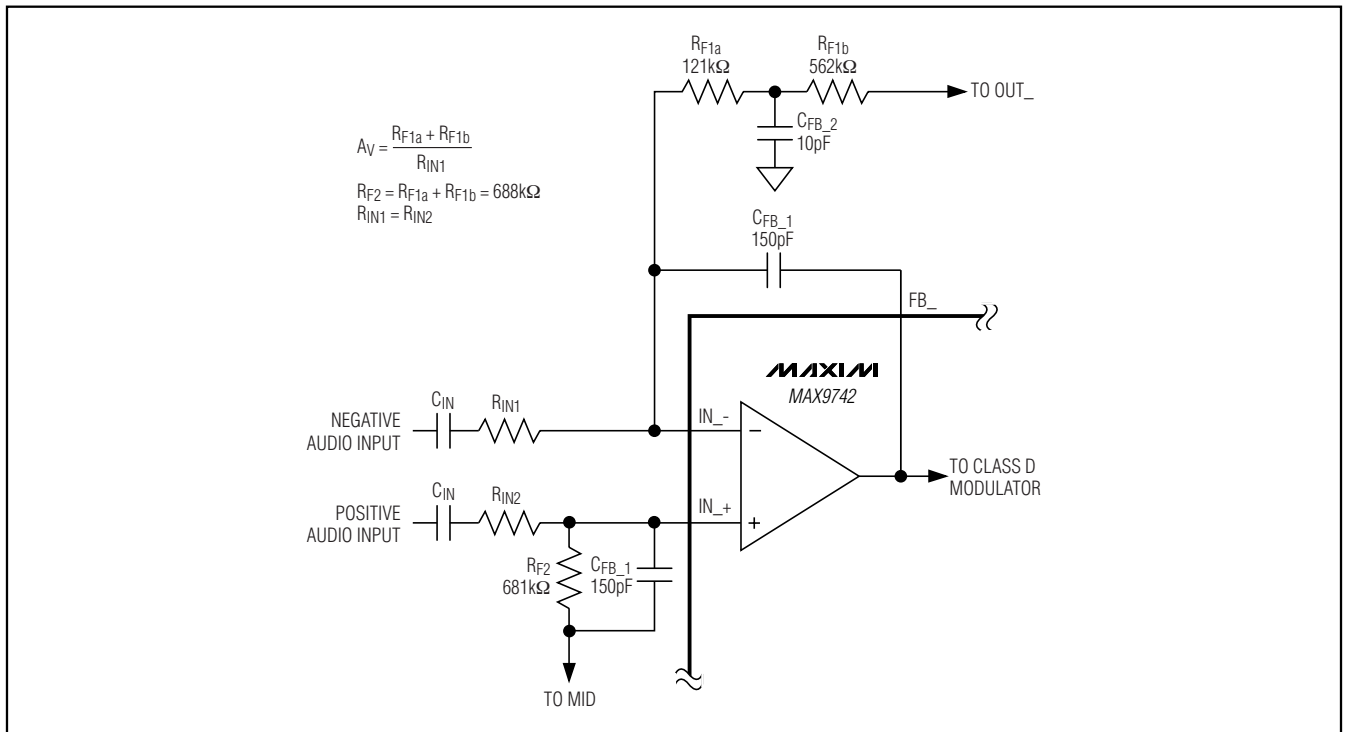 RF1a
121kΩ
RF1b
562kΩ
TO OUT_
CFB_2
10pF
AV = RF1a + RF1b / RIN1
RF2 = RF1a + RF1b = 688kΩ
RIN1 = RIN2
CFB_1
150pF
FB_
MAXIM
MAX9742
NEGATIVE
AUDIO INPUT
CIN
RIN1
IN_-
−
TO CLASS D
MODULATOR
POSITIVE
AUDIO INPUT
CIN
RIN2
IN_+
+
RF2
681kΩ
CFB_1
150pF
TO MID